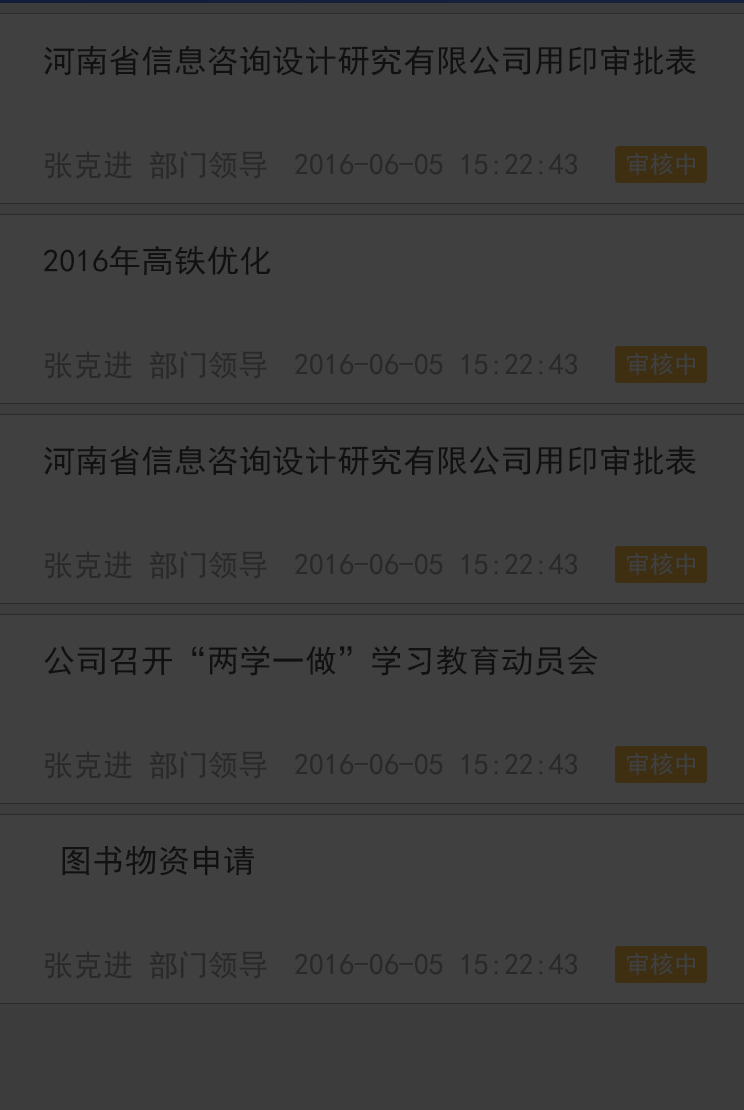 河南省信息咨询设计研究有限公司用印审批表
张克进 部门领导 2016-06-05 15:22:43 审核中
2016年高铁优化
张克进 部门领导 2016-06-05 15:22:43 审核中
河南省信息咨询设计研究有限公司用印审批表
张克进 部门领导 2016-06-05 15:22:43 审核中
公司召开“两学一做”学习教育动员会
张克进 部门领导 2016-06-05 15:22:43 审核中
图书物资申请
张克进 部门领导 2016-06-05 15:22:43 审核中